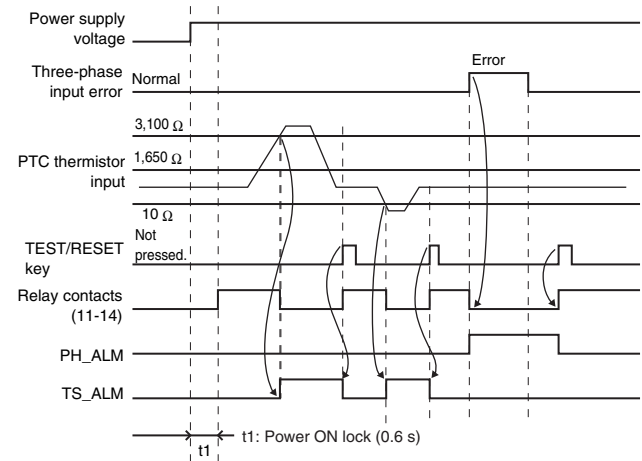 Power supply
voltage
Error
Three-phase
input error
Normal
3,100 Ω
PTC thermistor
input
1,650 Ω
10 Ω
Not
pressed.
TEST/RESET
key
Relay contacts
(11-14)
PH_ALM
TS_ALM
t1: Power ON lock (0.6 s)
t1